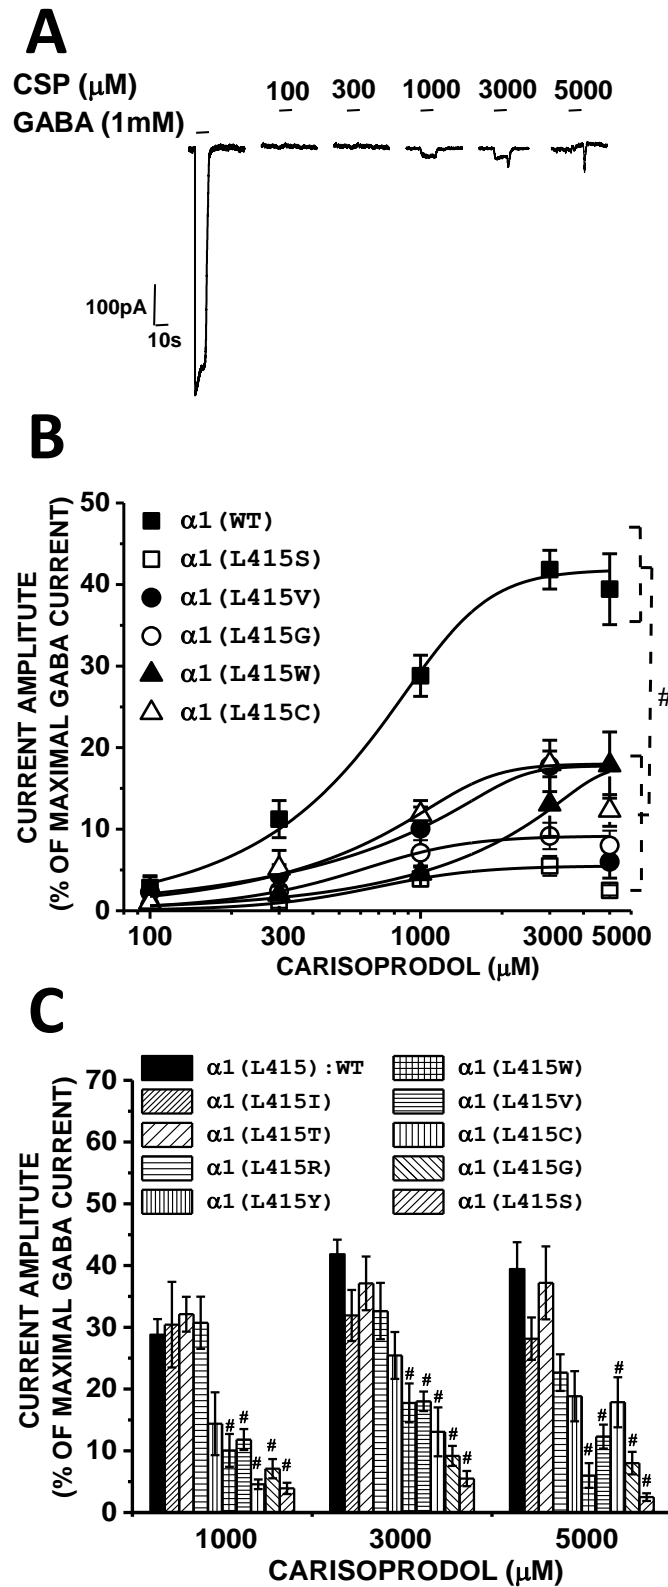 A
CSP (μM)
100 300 1000 3000 5000
GABA (1mM)
100pA
10s
B
CURRENT AMPLITUTE
(% OF MAXIMAL GABA CURRENT)
50
40
30
20
10
0
α1(WT)
α1(L415S)
α1(L415V)
α1(L415G)
α1(L415W)
α1(L415C)
#
100 300 1000 3000 5000
CARISOPRODOL (μM)
C
CURRENT AMPLITUTE
(% OF MAXIMAL GABA CURRENT)
70
60
50
40
30
20
10
0
α1(L415):WT
α1(L415I)
α1(L415T)
α1(L415R)
α1(L415Y)
α1(L415W)
α1(L415V)
α1(L415C)
α1(L415G)
α1(L415S)
# # # # #
# # # # #
# # # # #
1000 3000 5000
CARISOPRODOL (μM)